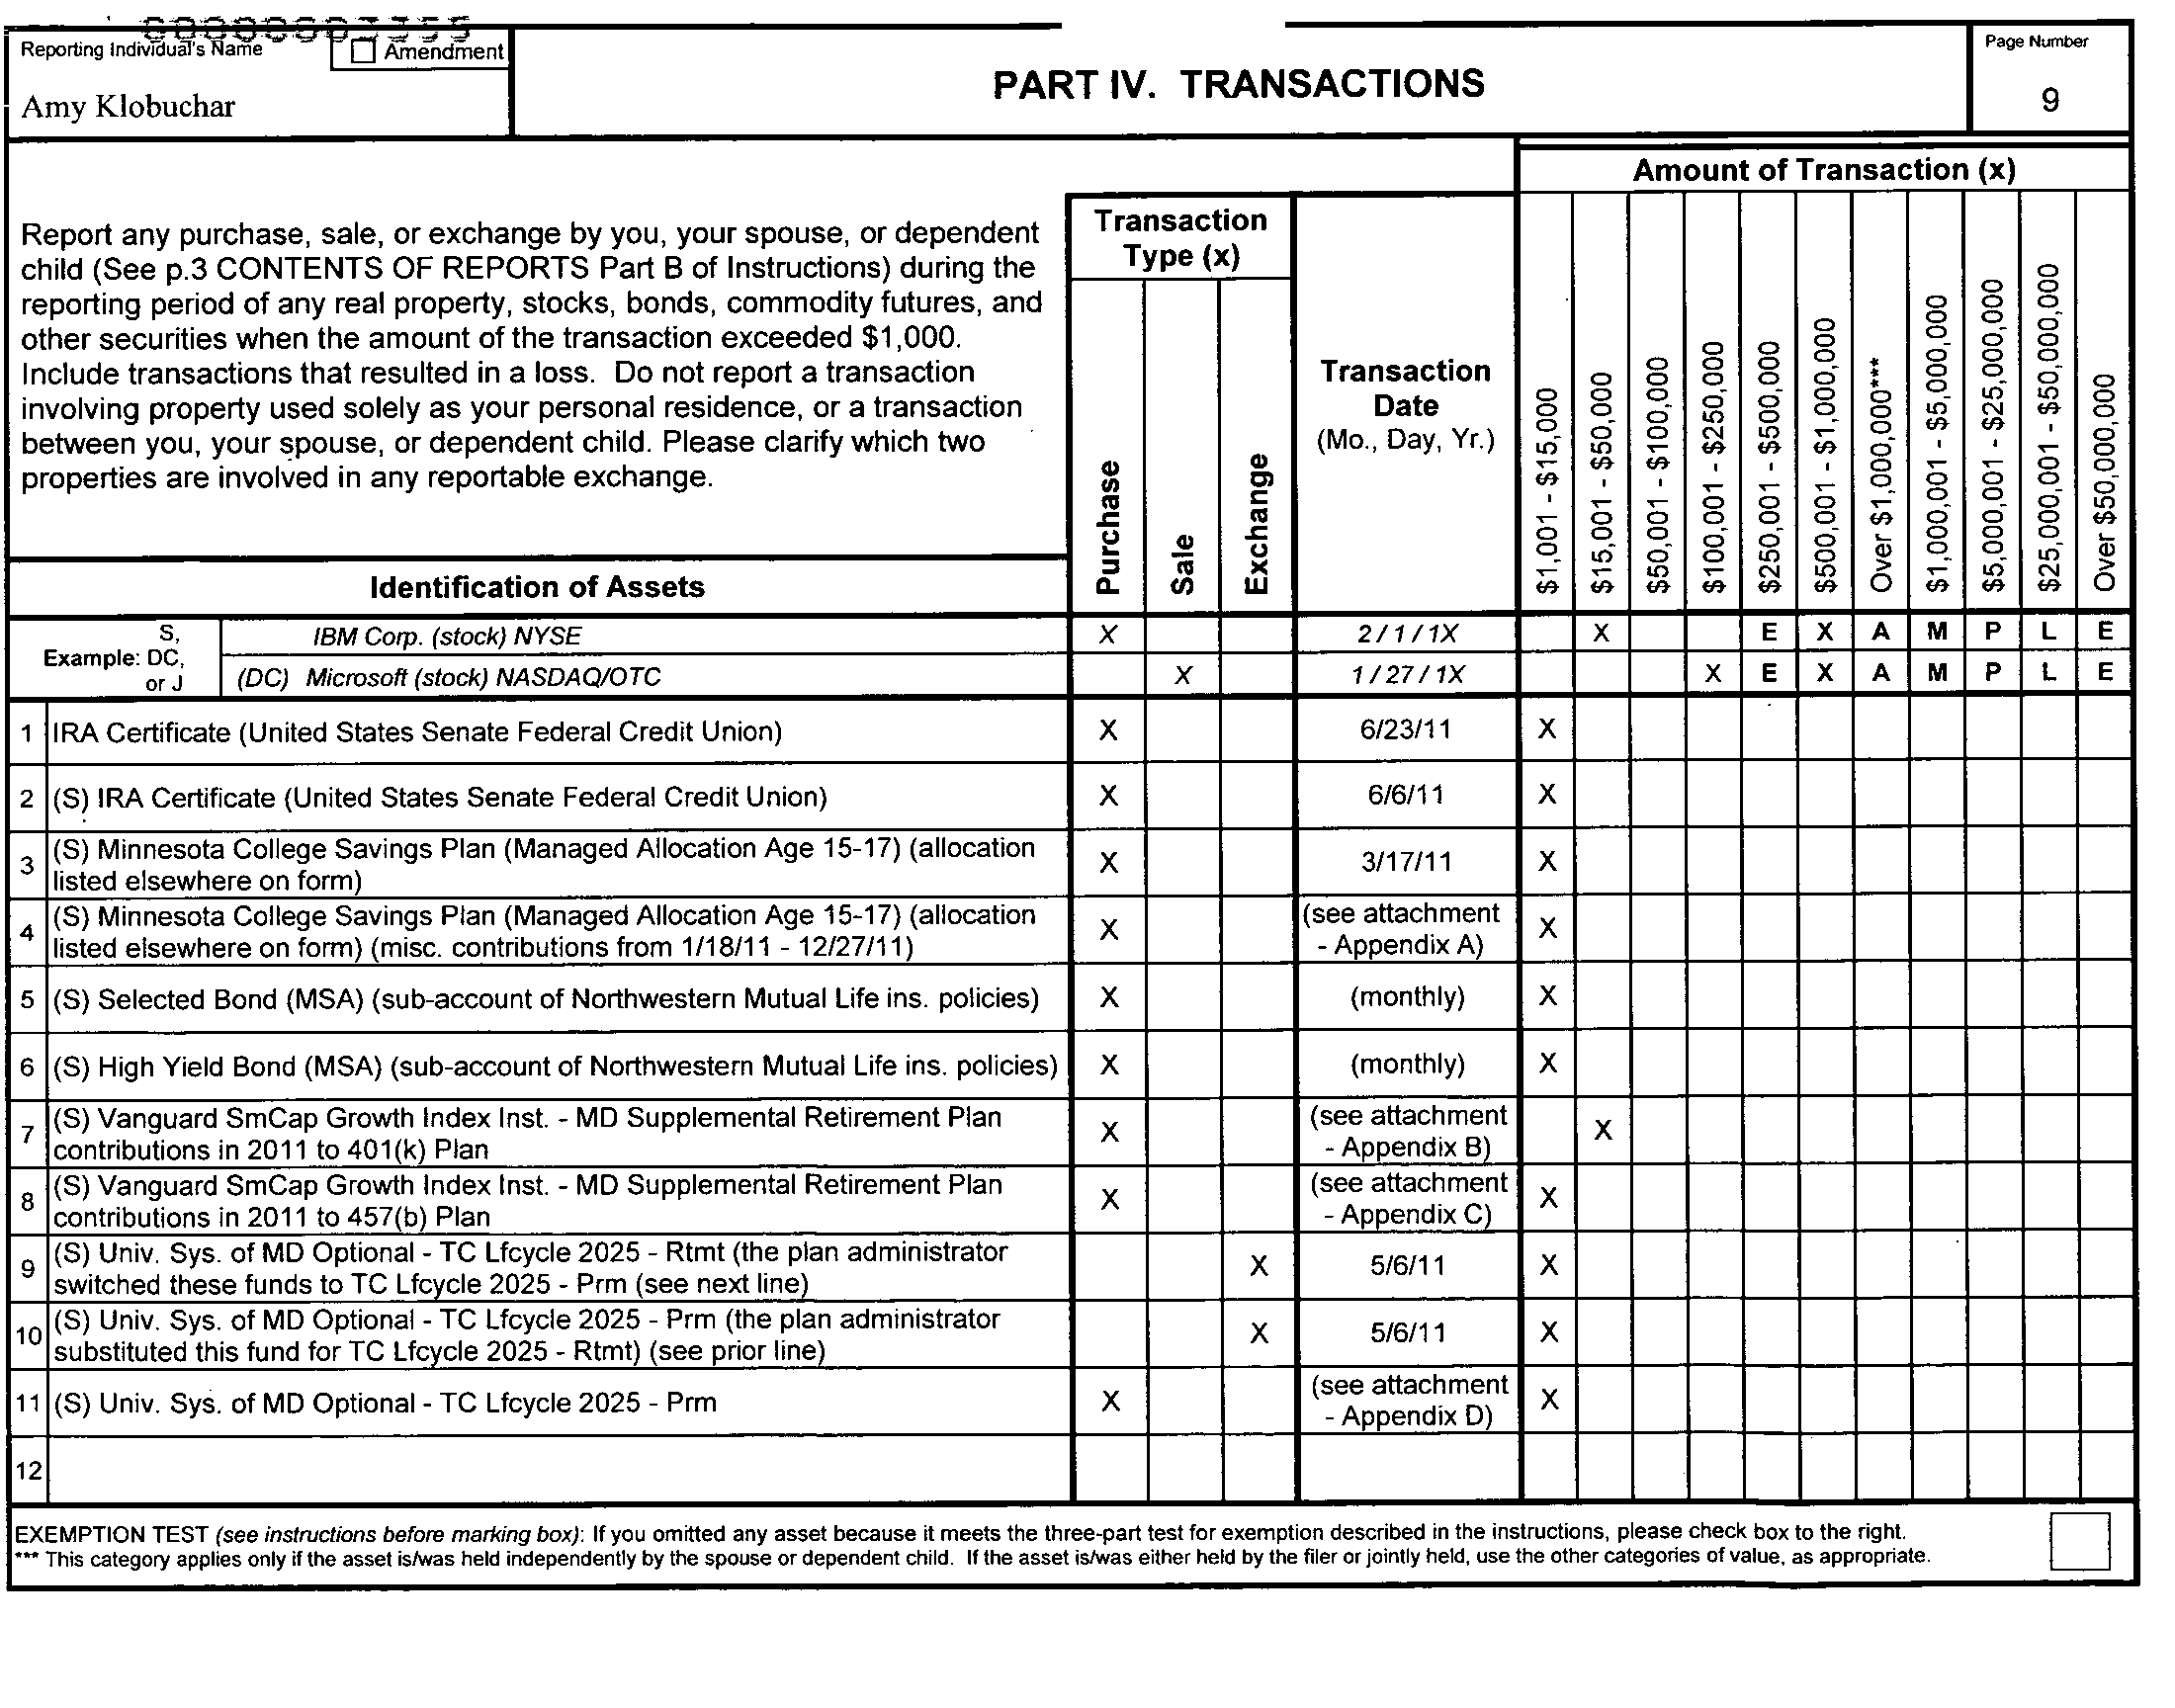 Reporting Individual's Name
Amendment
Amy Klobuchar
PART IV. TRANSACTIONS
Page Number
9
Report any purchase, sale, or exchange by you, your spouse, or dependent
child (See p.3 CONTENTS OF REPORTS Part B of Instructions) during the
reporting period of any real property, stocks, bonds, commodity futures, and
other securities when the amount of the transaction exceeded $1,000.
Include transactions that resulted in a loss. Do not report a transaction
involving property used solely as your personal residence, or a transaction
between you, your spouse, or dependent child. Please clarify which two
properties are involved in any reportable exchange.
Identification of Assets
Transaction
Type (x)
Purchase
Sale
Exchange
Transaction
Date
(Mo., Day, Yr.)
Amount of Transaction (x)
$1,001 - $15,000
$15,001 - $50,000
$50,001 - $100,000
$100,001 - $250,000
$250,001 - $500,000
$500,001 - $1,000,000
Over $1,000,000***
$1,000,001 - $5,000,000
$5,000,001 - $25,000,000
$25,000,001 - $50,000,000
Over $50,000,000
Example: S, DC, or J
IBM Corp. (stock) NYSE X 2 / 1 / 1X X E X A M P L E
(DC) Microsoft (stock) NASDAQ/OTC X 1 / 27 / 1X X E X A M P L E
1 IRA Certificate (United States Senate Federal Credit Union) X 6/23/11 X
2 (S) IRA Certificate (United States Senate Federal Credit Union) X 6/6/11 X
3 (S) Minnesota College Savings Plan (Managed Allocation Age 15-17) (allocation
listed elsewhere on form) X 3/17/11 X
4 (S) Minnesota College Savings Plan (Managed Allocation Age 15-17) (allocation
listed elsewhere on form) (misc. contributions from 1/18/11 - 12/27/11) X (see attachment
- Appendix A) X
5 (S) Selected Bond (MSA) (sub-account of Northwestern Mutual Life ins. policies) X (monthly) X
6 (S) High Yield Bond (MSA) (sub-account of Northwestern Mutual Life ins. policies) X (monthly) X
7 (S) Vanguard SmCap Growth Index Inst. - MD Supplemental Retirement Plan
contributions in 2011 to 401(k) Plan X (see attachment
- Appendix B) X
8 (S) Vanguard SmCap Growth Index Inst. - MD Supplemental Retirement Plan
contributions in 2011 to 457(b) Plan X (see attachment
- Appendix C) X
9 (S) Univ. Sys. of MD Optional - TC Lfcycle 2025 - Rtmt (the plan administrator
switched these funds to TC Lfcycle 2025 - Prm (see next line) X 5/6/11 X
10 (S) Univ. Sys. of MD Optional - TC Lfcycle 2025 - Prm (the plan administrator
substituted this fund for TC Lfcycle 2025 - Rtmt) (see prior line) X 5/6/11 X
11 (S) Univ. Sys. of MD Optional - TC Lfcycle 2025 - Prm X (see attachment
- Appendix D) X
12
EXEMPTION TEST (see instructions before marking box): If you omitted any asset because it meets the three-part test for exemption described in the instructions, please check box to the right.
*** This category applies only if the asset is/was held independently by the spouse or dependent child. If the asset is/was either held by the filer or jointly held, use the other categories of value, as appropriate.